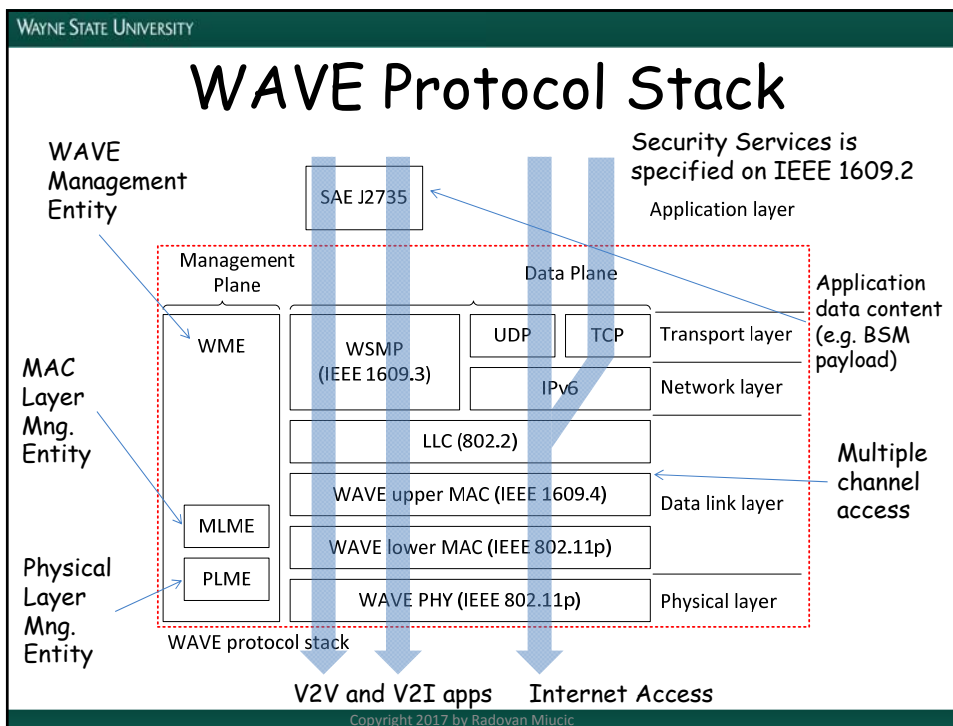 WAYNE STATE UNIVERSITY
WAVE Protocol Stack
WAVE
Management
Entity
Security Services is
specified on IEEE 1609.2
SAE J2735
Application layer
Management
Plane
Data Plane
Application
data content
(e.g. BSM
payload)
WME
WSMP
(IEEE 1609.3)
UDP
TCP
Transport layer
IPv6
Network layer
MAC
Layer
Mng.
Entity
LLC (802.2)
WAVE upper MAC (IEEE 1609.4)
Data link layer
Multiple
channel
access
MLME
WAVE lower MAC (IEEE 802.11p)
Physical
Layer
Mng.
Entity
PLME
WAVE PHY (IEEE 802.11p)
Physical layer
WAVE protocol stack
V2V and V2I apps
Internet Access
Copyright 2017 by Radovan Miucic